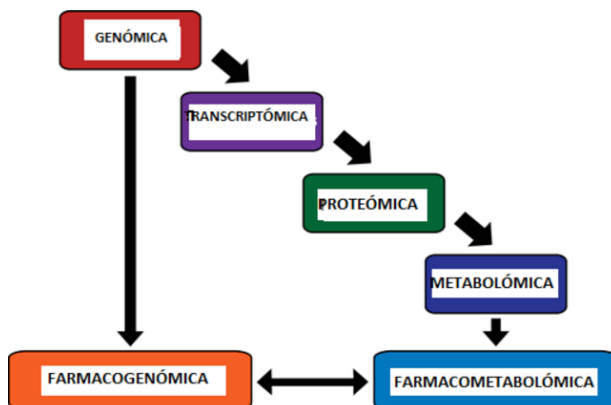 GENÓMICA
TRANSCRIPTÓMICA
PROTEÓMICA
METABOLÓMICA
FARMACOGENÓMICA
FARMACOMETABOLÓMICA